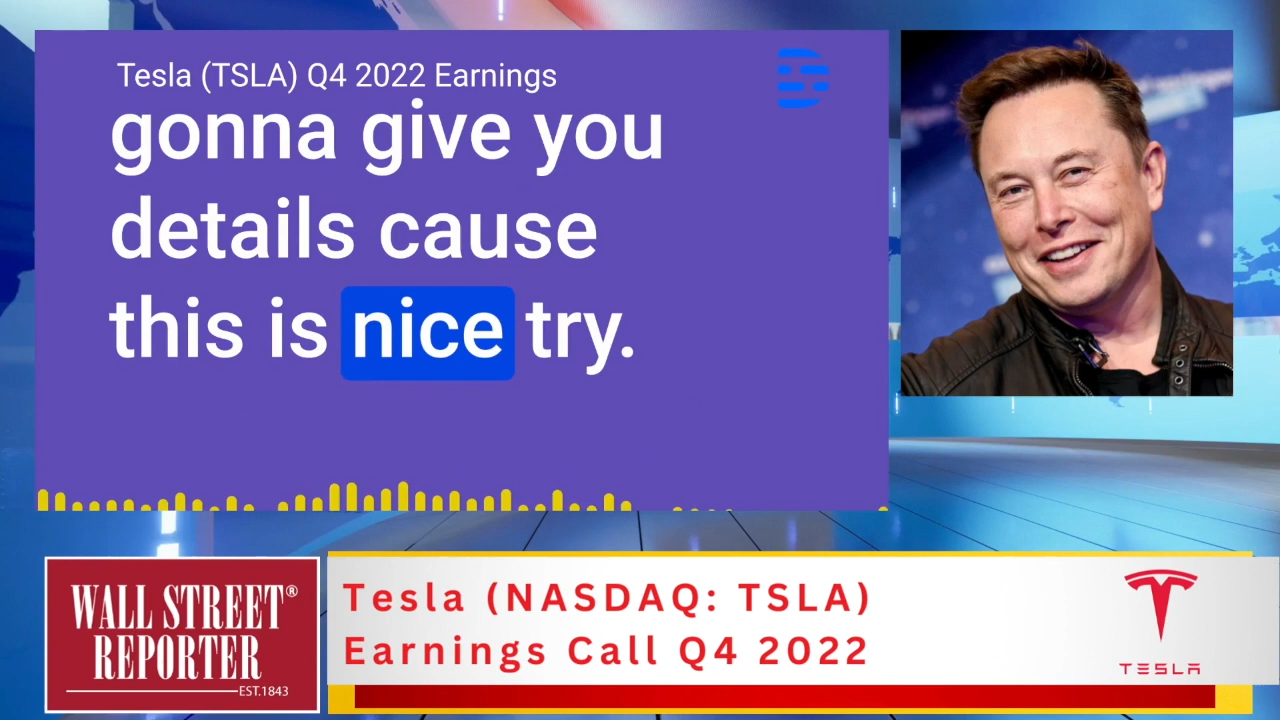 Tesla (TSLA) Q4 2022 Earnings
gonna give you
details cause
this is nice try.
WALL STREET®
REPORTER
EST.1843
Tesla (NASDAQ: TSLA)
Earnings Call Q4 2022
TESLA